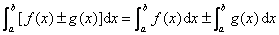 ∫_a^b [f(x) ± g(x)]dx = ∫_a^b f(x)dx ± ∫_a^b g(x)dx